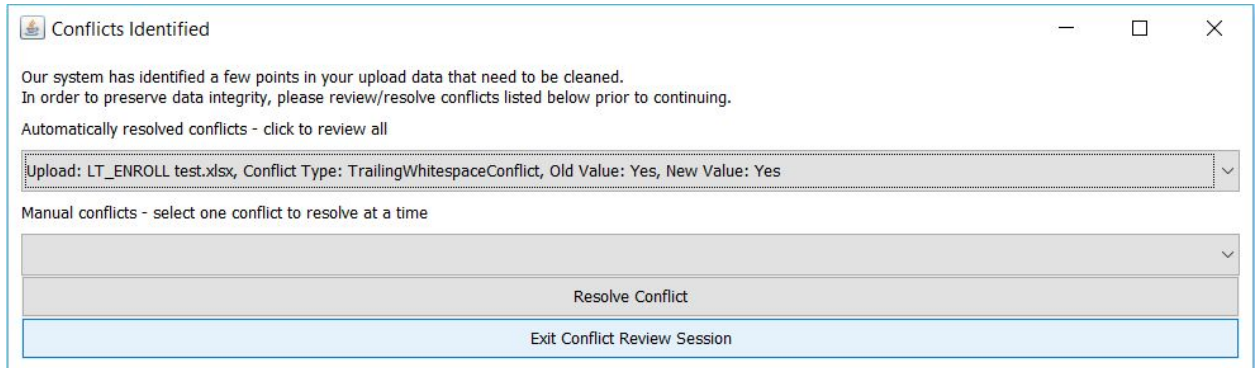 Conflicts Identified
Our system has identified a few points in your upload data that need to be cleaned.
In order to preserve data integrity, please review/resolve conflicts listed below prior to continuing.
Automatically resolved conflicts - click to review all
Upload: LT_ENROLL test.xlsx, Conflict Type: TrailingWhitespaceConflict, Old Value: Yes, New Value: Yes
Manual conflicts - select one conflict to resolve at a time
Resolve Conflict
Exit Conflict Review Session